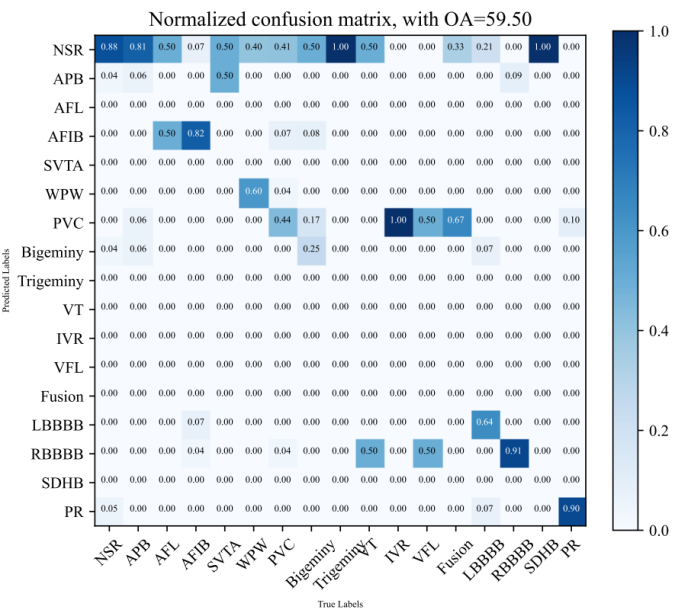 Normalized confusion matrix, with OA=59.50
Predicted Labels
NSR 0.88 0.81 0.50 0.07 0.50 0.40 0.41 0.50 1.00 0.50 0.00 0.00 0.33 0.21 0.00 1.00 0.00
APB 0.04 0.06 0.00 0.00 0.50 0.00 0.00 0.00 0.00 0.00 0.00 0.00 0.00 0.00 0.09 0.00 0.00
AFL 0.00 0.00 0.00 0.00 0.00 0.00 0.00 0.00 0.00 0.00 0.00 0.00 0.00 0.00 0.00 0.00 0.00
AFIB 0.00 0.00 0.50 0.82 0.00 0.00 0.07 0.08 0.00 0.00 0.00 0.00 0.00 0.00 0.00 0.00 0.00
SVTA 0.00 0.00 0.00 0.00 0.00 0.00 0.00 0.00 0.00 0.00 0.00 0.00 0.00 0.00 0.00 0.00 0.00
WPW 0.00 0.00 0.00 0.00 0.00 0.60 0.04 0.00 0.00 0.00 0.00 0.00 0.00 0.00 0.00 0.00 0.00
PVC 0.00 0.06 0.00 0.00 0.00 0.00 0.44 0.17 0.00 0.00 1.00 0.50 0.67 0.00 0.00 0.00 0.10
Bigeminy 0.04 0.06 0.00 0.00 0.00 0.00 0.00 0.25 0.00 0.00 0.00 0.00 0.00 0.07 0.00 0.00 0.00
Trigeminy 0.00 0.00 0.00 0.00 0.00 0.00 0.00 0.00 0.00 0.00 0.00 0.00 0.00 0.00 0.00 0.00 0.00
VT 0.00 0.00 0.00 0.00 0.00 0.00 0.00 0.00 0.00 0.00 0.00 0.00 0.00 0.00 0.00 0.00 0.00
IVR 0.00 0.00 0.00 0.00 0.00 0.00 0.00 0.00 0.00 0.00 0.00 0.00 0.00 0.00 0.00 0.00 0.00
VFL 0.00 0.00 0.00 0.00 0.00 0.00 0.00 0.00 0.00 0.00 0.00 0.00 0.00 0.00 0.00 0.00 0.00
Fusion 0.00 0.00 0.00 0.00 0.00 0.00 0.00 0.00 0.00 0.00 0.00 0.00 0.00 0.00 0.00 0.00 0.00
LBBBB 0.00 0.00 0.00 0.07 0.00 0.00 0.00 0.00 0.00 0.00 0.00 0.00 0.00 0.64 0.00 0.00 0.00
RBBBB 0.00 0.00 0.00 0.04 0.00 0.00 0.04 0.00 0.00 0.50 0.00 0.50 0.00 0.00 0.91 0.00 0.00
SDHB 0.00 0.00 0.00 0.00 0.00 0.00 0.00 0.00 0.00 0.00 0.00 0.00 0.00 0.00 0.00 0.00 0.00
PR 0.05 0.00 0.00 0.00 0.00 0.00 0.00 0.00 0.00 0.00 0.00 0.00 0.00 0.07 0.00 0.00 0.90
NSR APB AFL AFIB SVTA WPW PVC Bigeminy Trigeminy VT IVR VFL Fusion LBBBB RBBBB SDHB PR
True Labels
1.0
0.8
0.6
0.4
0.2
0.0